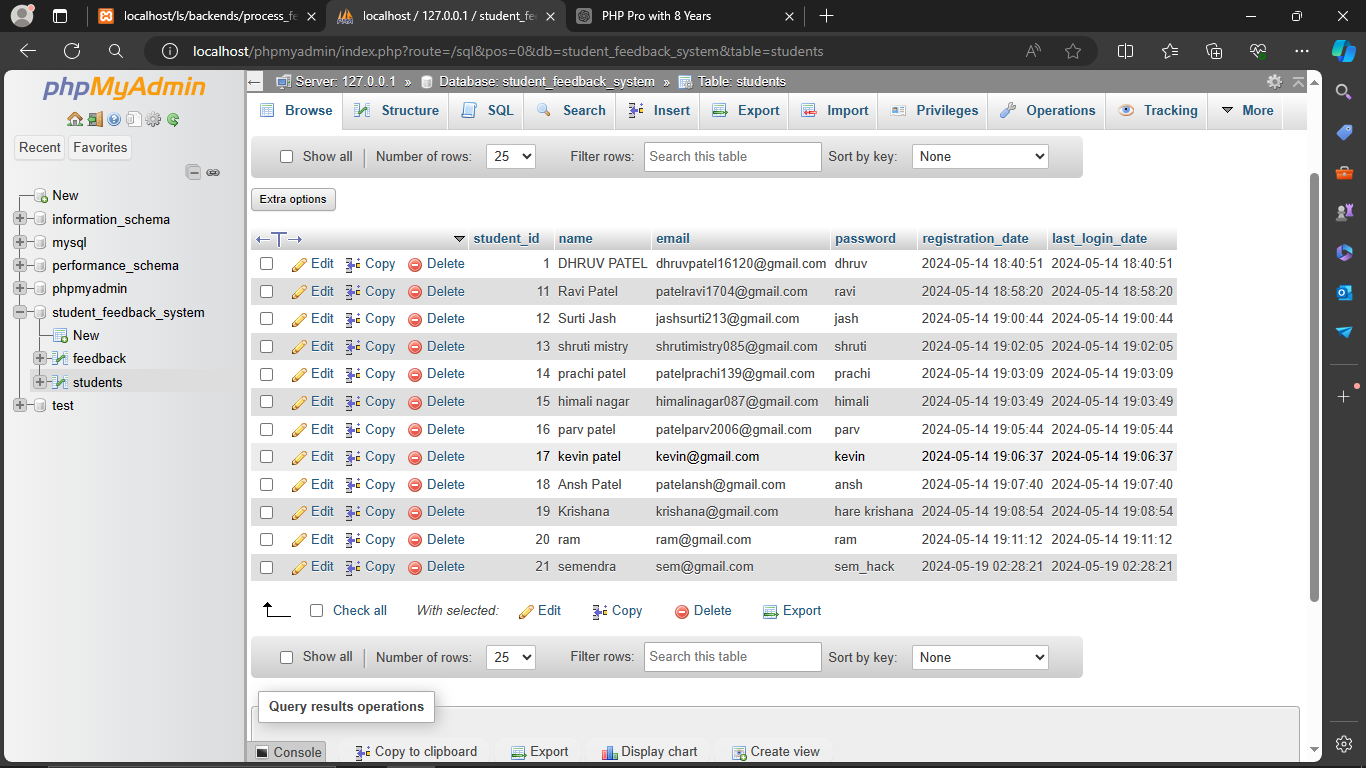 localhost/ls/backends/process_fe
localhost / 127.0.0.1 / student_fe
PHP Pro with 8 Years
localhost/phpmyadmin/index.php?route=/sql&pos=0&db=student_feedback_system&table=students
phpMyAdmin
Recent Favorites
New
information_schema
mysql
performance_schema
phpmyadmin
student_feedback_system
New
feedback
students
test
Server: 127.0.0.1 » Database: student_feedback_system » Table: students
Browse Structure SQL Search Insert Export Import Privileges Operations Tracking More
Show all Number of rows: 25 Filter rows: Search this table Sort by key: None
Extra options
student_id name email password registration_date last_login_date
Edit Copy Delete 1 DHRUV PATEL dhruvpatel16120@gmail.com dhruv 2024-05-14 18:40:51 2024-05-14 18:40:51
Edit Copy Delete 11 Ravi Patel patelravi1704@gmail.com ravi 2024-05-14 18:58:20 2024-05-14 18:58:20
Edit Copy Delete 12 Surti Jash jashsurti213@gmail.com jash 2024-05-14 19:00:44 2024-05-14 19:00:44
Edit Copy Delete 13 shruti mistry shrutimistry085@gmail.com shruti 2024-05-14 19:02:05 2024-05-14 19:02:05
Edit Copy Delete 14 prachi patel patelprachi139@gmail.com prachi 2024-05-14 19:03:09 2024-05-14 19:03:09
Edit Copy Delete 15 himali nagar himalinagar087@gmail.com himali 2024-05-14 19:03:49 2024-05-14 19:03:49
Edit Copy Delete 16 parv patel patelparv2006@gmail.com parv 2024-05-14 19:05:44 2024-05-14 19:05:44
Edit Copy Delete 17 kevin patel kevin@gmail.com kevin 2024-05-14 19:06:37 2024-05-14 19:06:37
Edit Copy Delete 18 Ansh Patel patelansh@gmail.com ansh 2024-05-14 19:07:40 2024-05-14 19:07:40
Edit Copy Delete 19 Krishana krishana@gmail.com hare krishana 2024-05-14 19:08:54 2024-05-14 19:08:54
Edit Copy Delete 20 ram ram@gmail.com ram 2024-05-14 19:11:12 2024-05-14 19:11:12
Edit Copy Delete 21 semendra sem@gmail.com sem_hack 2024-05-19 02:28:21 2024-05-19 02:28:21
Check all With selected: Edit Copy Delete Export
Show all Number of rows: 25 Filter rows: Search this table Sort by key: None
Query results operations
Console Copy to clipboard Export Display chart Create view